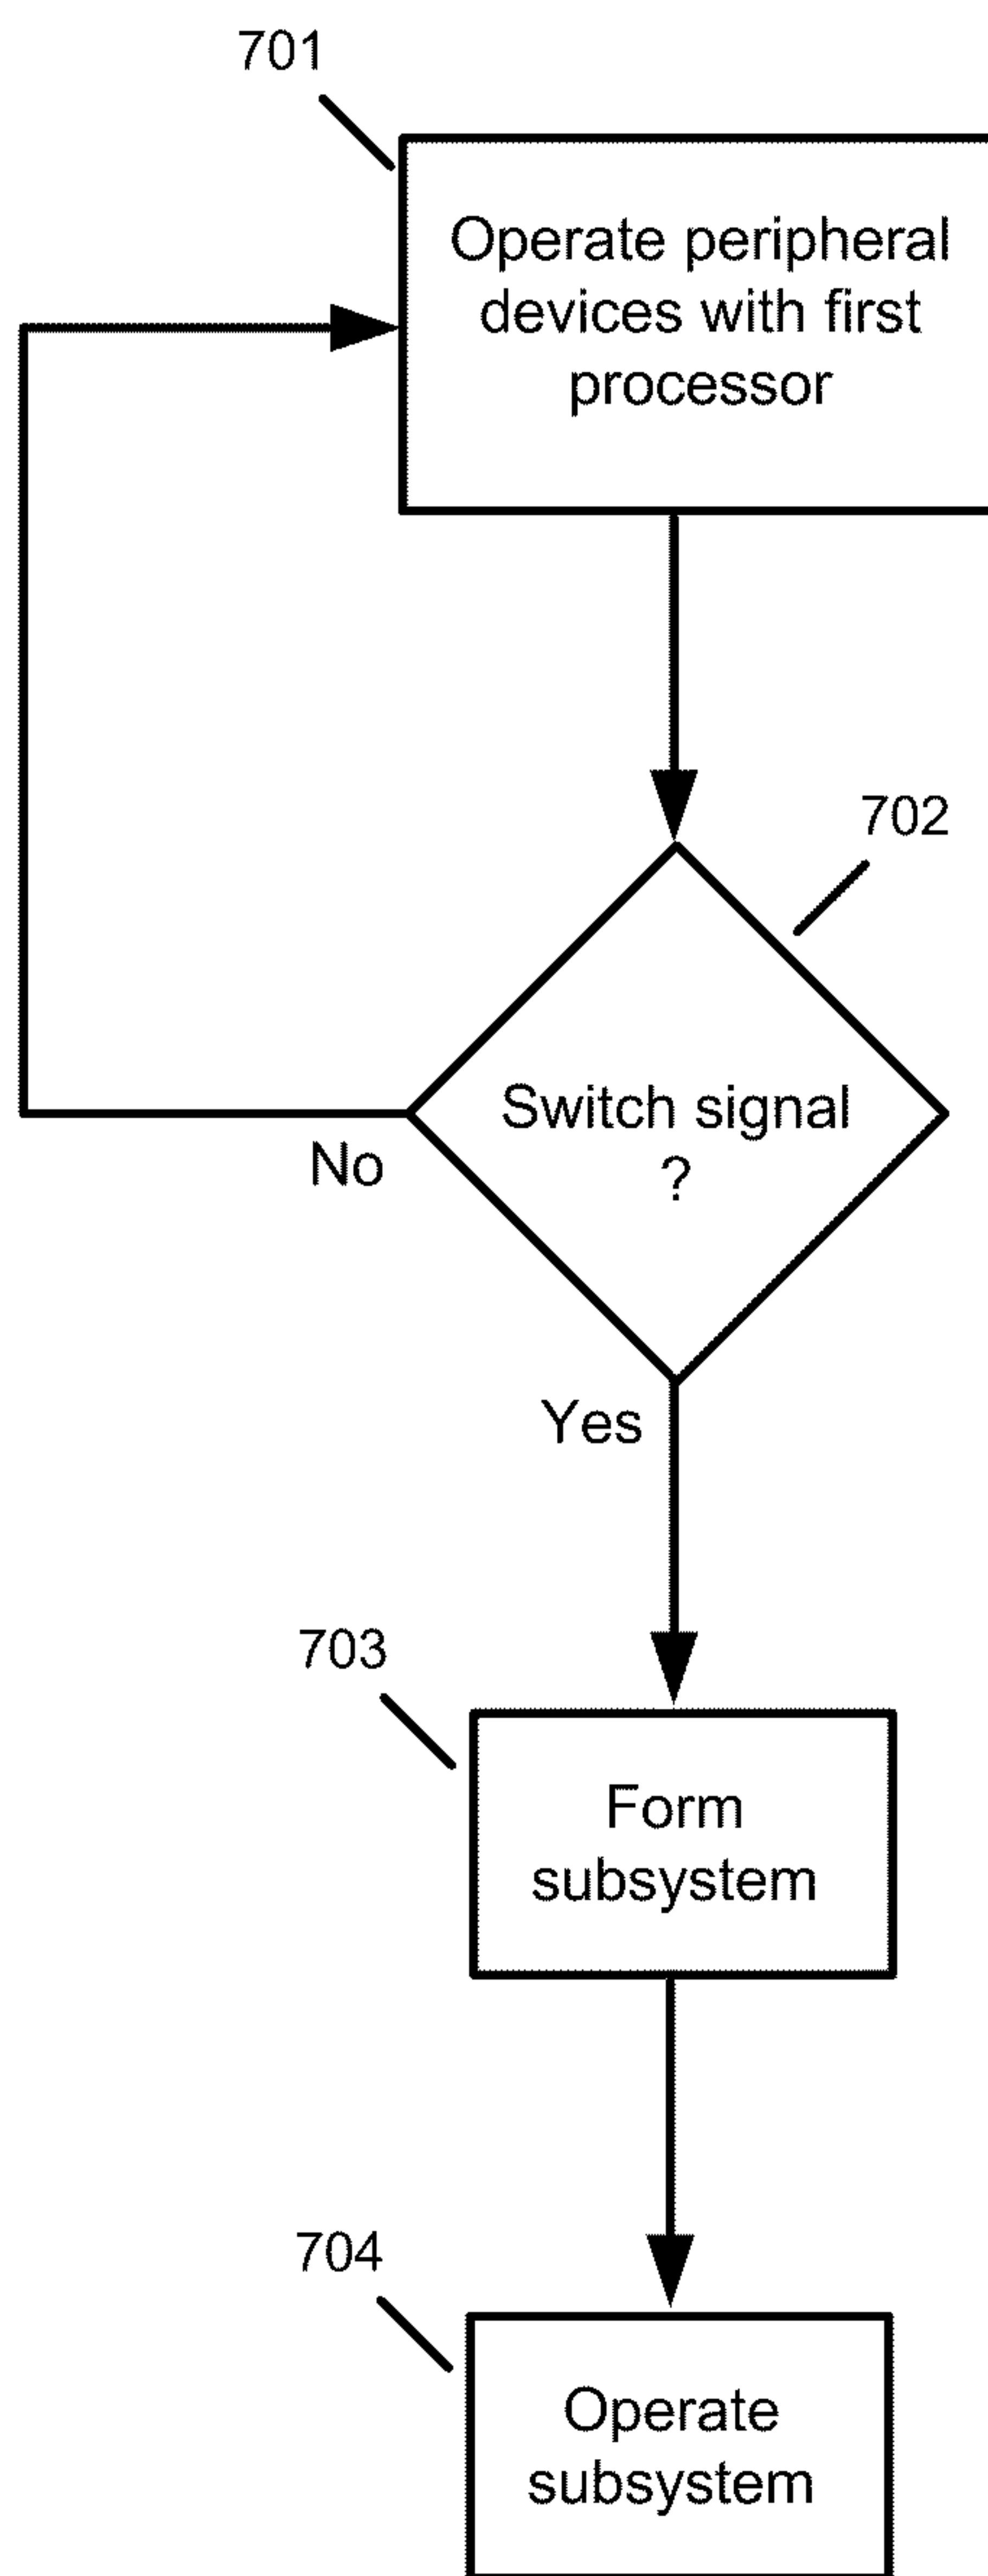 701
Operate peripheral
devices with first
processor
702
Switch signal
?
No
Yes
703
Form
subsystem
704
Operate
subsystem